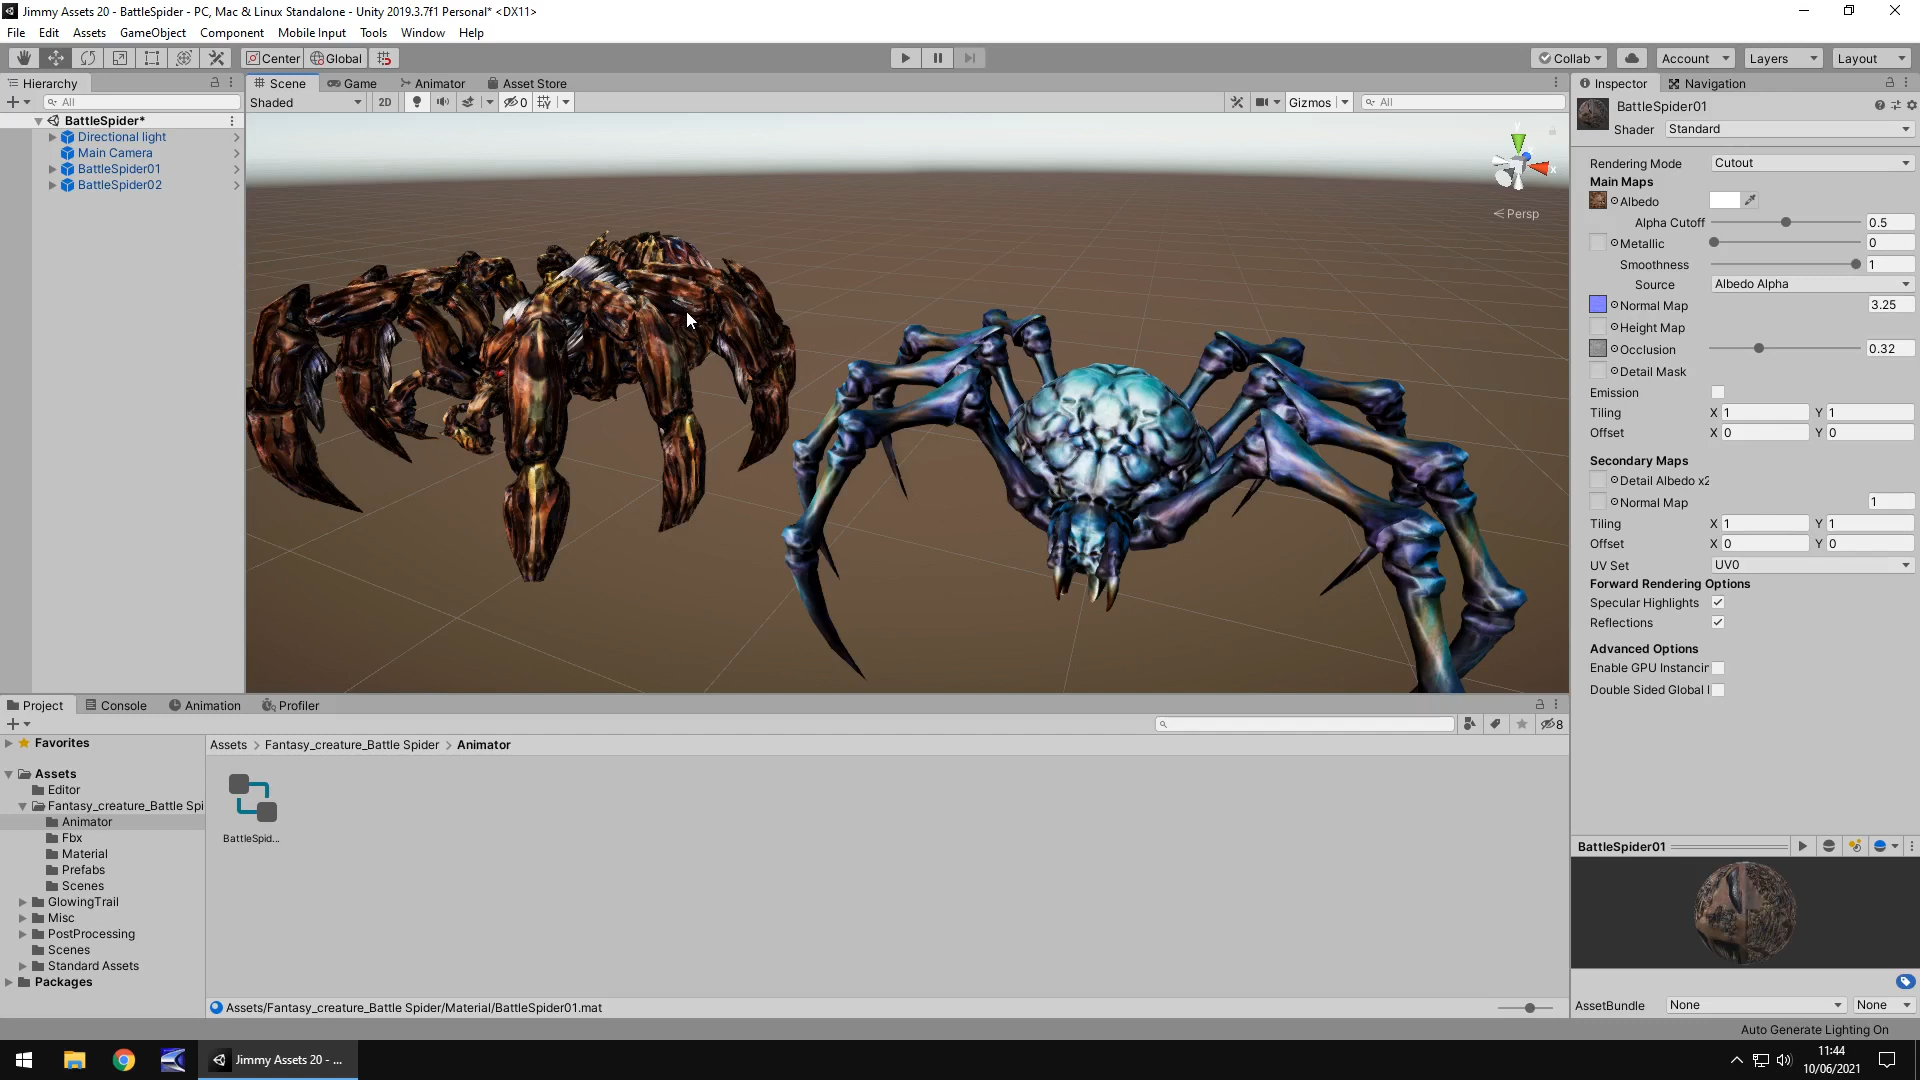 Jimmy Assets 20 - BattleSpider - PC, Mac & Linux Standalone - Unity 2019.3.7f1 Personal* <DX11>
File Edit Assets GameObject Component Mobile Input Tools Window Help
Center Global Collab Account Layers Layout
Hierarchy
All
BattleSpider*
Directional light
Main Camera
BattleSpider01
BattleSpider02
Scene Game Animator Asset Store
Shaded 2D 0 Gizmos All
y
x
Persp
Inspector Navigation
BattleSpider01
Shader Standard
Rendering Mode Cutout
Main Maps
Albedo
Alpha Cutoff 0.5
Metallic 0
Smoothness 1
Source Albedo Alpha
Normal Map 3.25
Height Map
Occlusion 0.32
Detail Mask
Emission
Tiling X 1 Y 1
Offset X 0 Y 0
Secondary Maps
Detail Albedo x2
Normal Map 1
Tiling X 1 Y 1
Offset X 0 Y 0
UV Set UV0
Forward Rendering Options
Specular Highlights
Reflections
Advanced Options
Enable GPU Instancin
Double Sided Global I
Project Console Animation Profiler
8
Favorites
Assets
Editor
Fantasy_creature_Battle Spi
Animator
Fbx
Material
Prefabs
Scenes
GlowingTrail
Misc
PostProcessing
Scenes
Standard Assets
Packages
Assets > Fantasy_creature_Battle Spider > Animator
BattleSpid...
Assets/Fantasy_creature_Battle Spider/Material/BattleSpider01.mat
BattleSpider01
AssetBundle None None
Auto Generate Lighting On
Jimmy Assets 20 - ...
11:44
10/06/2021